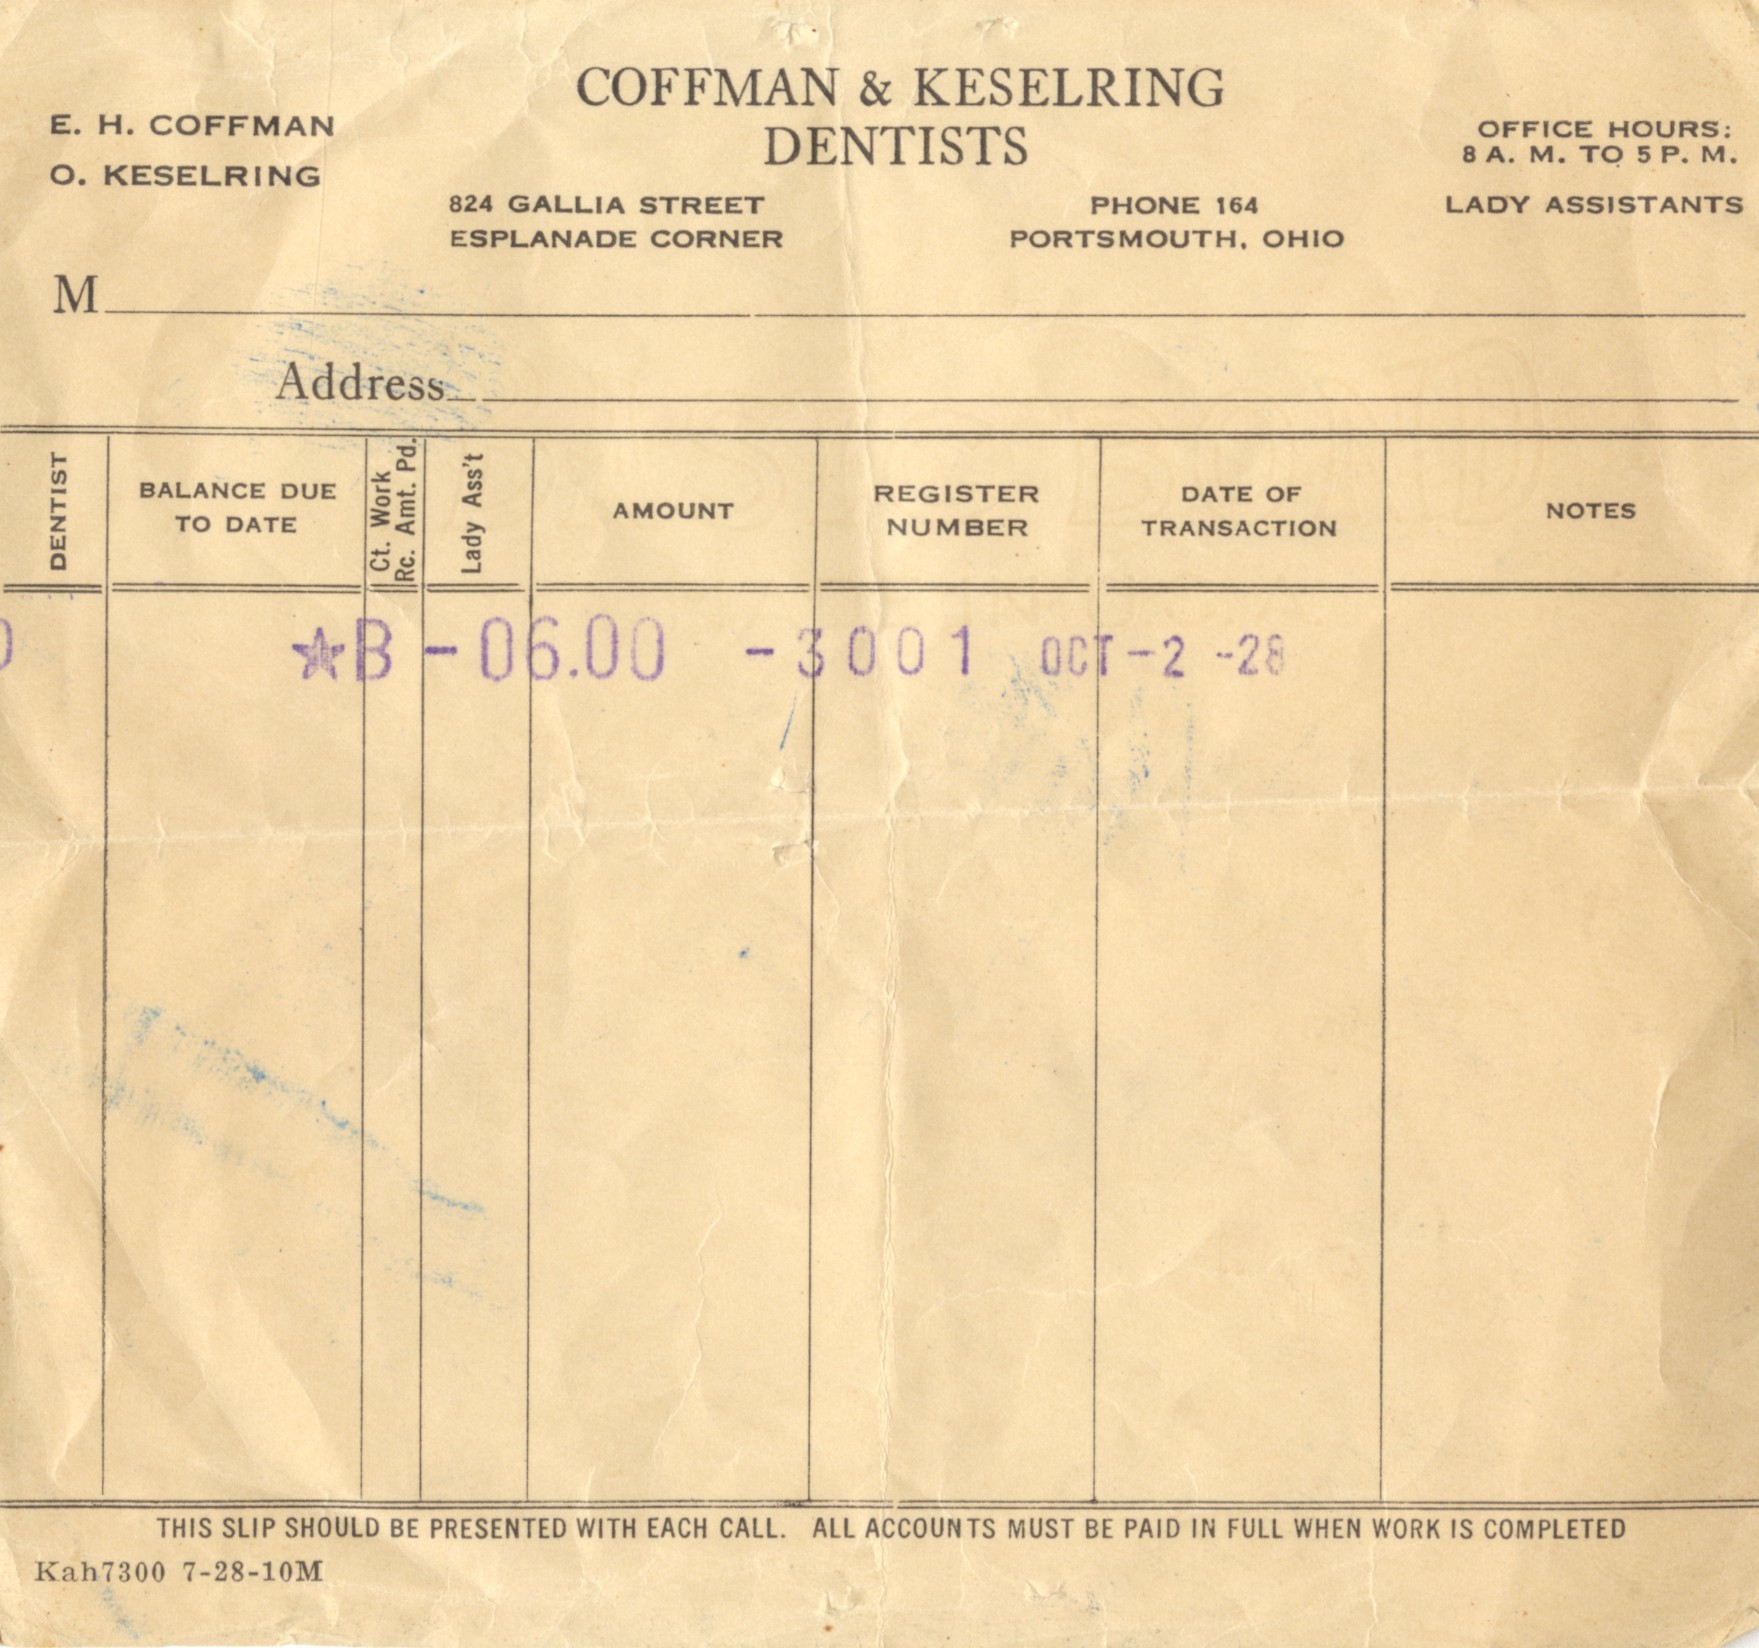 COFFMAN & KESELRING
DENTISTS
E. H. COFFMAN
O. KESELRING
OFFICE HOURS:
8 A. M. TO 5 P. M.
LADY ASSISTANTS
824 GALLIA STREET
ESPLANADE CORNER
PHONE 164
PORTSMOUTH, OHIO
M
Address
DENTIST
BALANCE DUE
TO DATE
Ct. Work
Rc. Amt. Pd.
Lady Ass't
AMOUNT
REGISTER
NUMBER
DATE OF
TRANSACTION
NOTES
★B -06.00 -3001 OCT-2 -28
THIS SLIP SHOULD BE PRESENTED WITH EACH CALL. ALL ACCOUNTS MUST BE PAID IN FULL WHEN WORK IS COMPLETED
Kah7300 7-28-10M